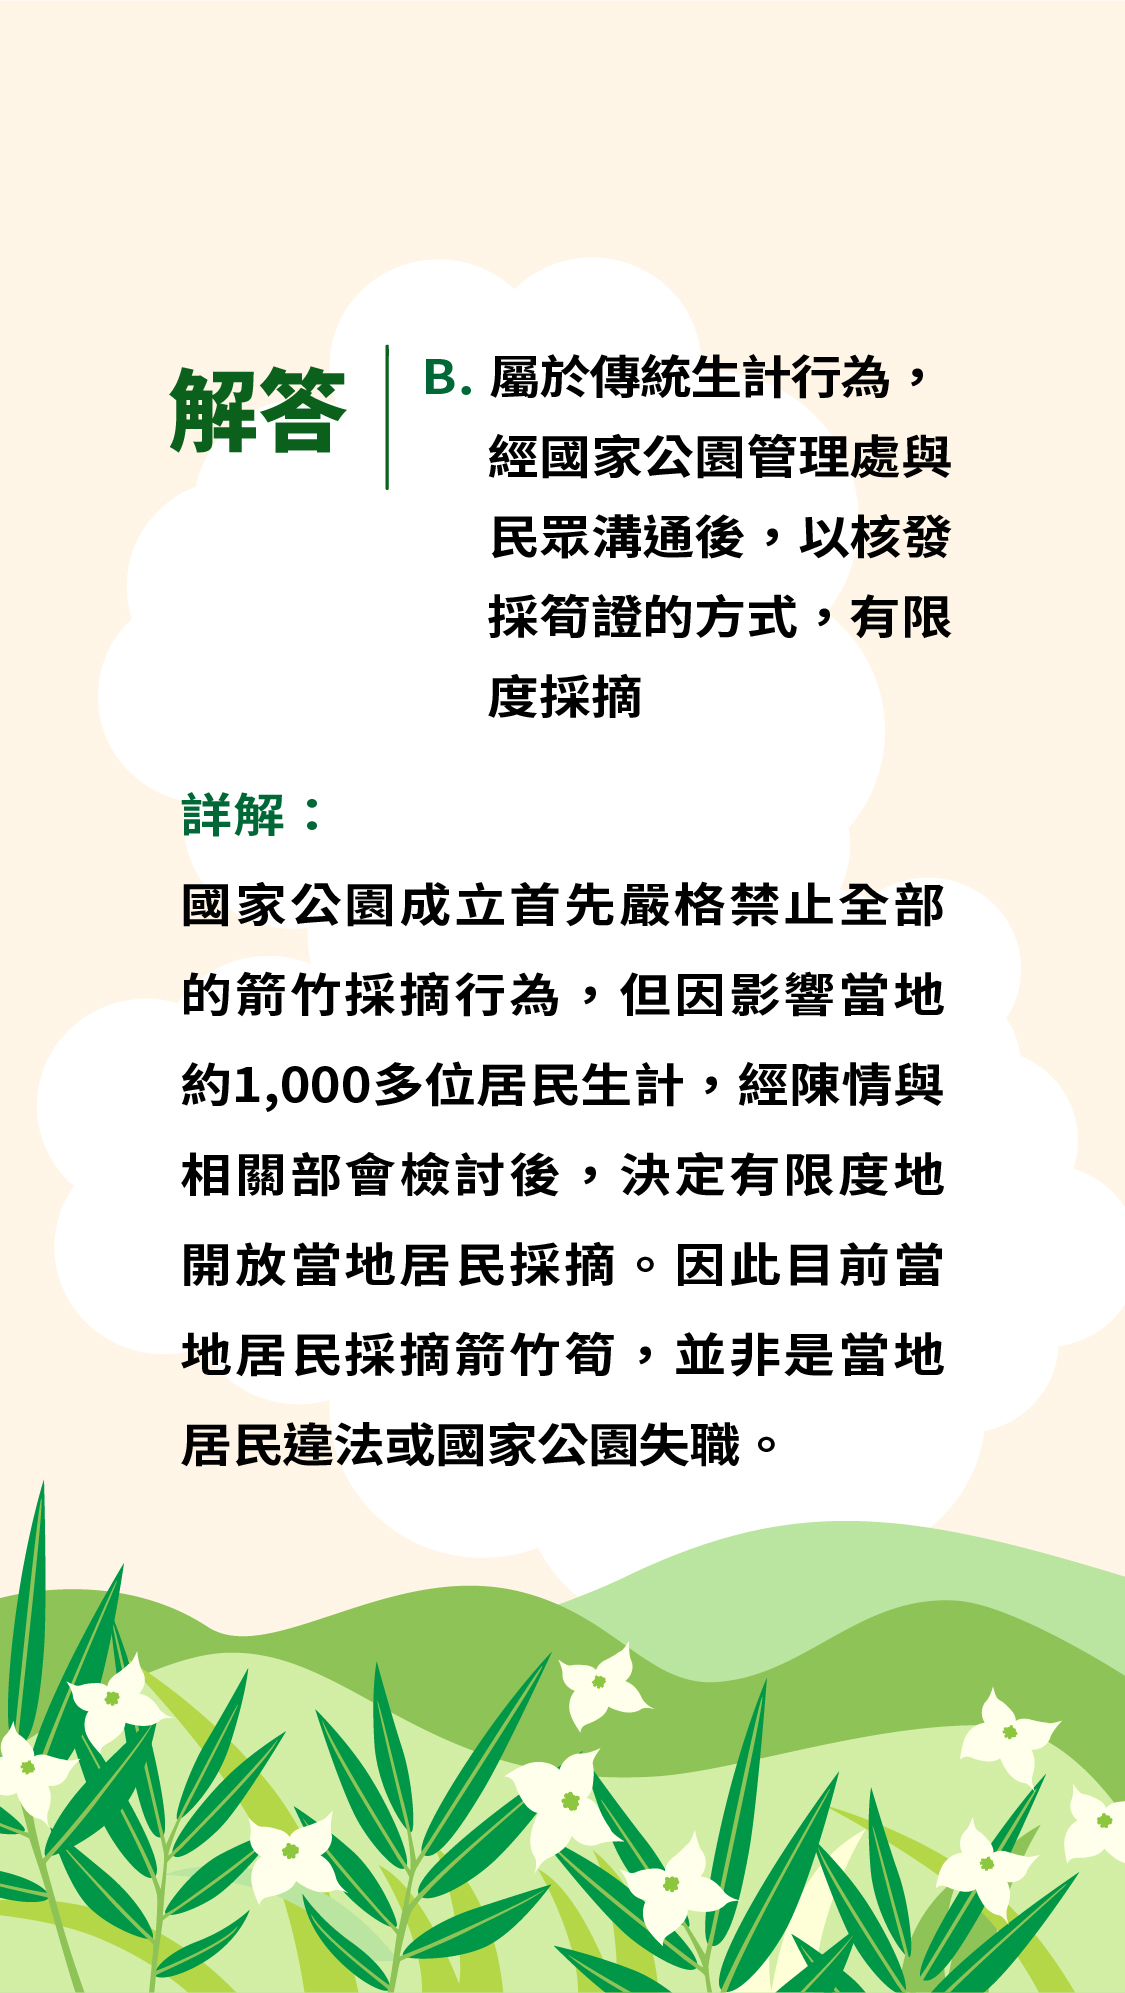 解答
B. 屬於傳統生計行為，
經國家公園管理處與
民眾溝通後，以核發
採筍證的方式，有限
度採摘
詳解：
國家公園成立首先嚴格禁止全部
的箭竹採摘行為，但因影響當地
約1,000多位居民生計，經陳情與
相關部會檢討後，決定有限度地
開放當地居民採摘。因此目前當
地居民採摘箭竹筍，並非是當地
居民違法或國家公園失職。